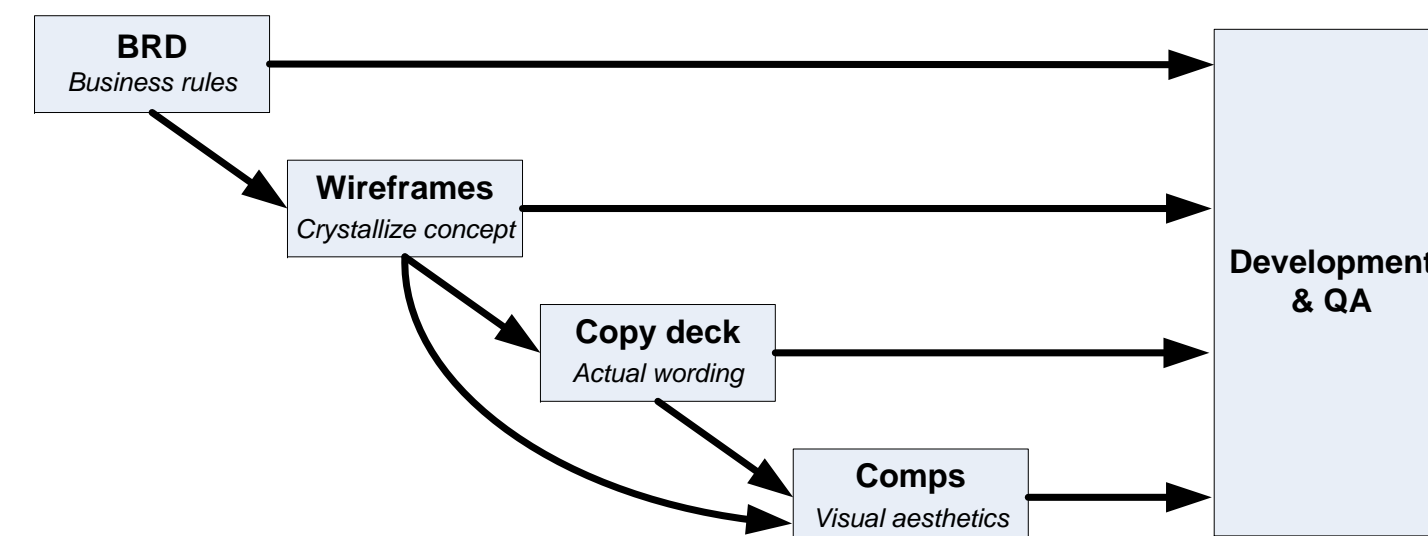 BRD
Business rules
Wireframes
Crystallize concept
Development
& QA
Copy deck
Actual wording
Comps
Visual aesthetics